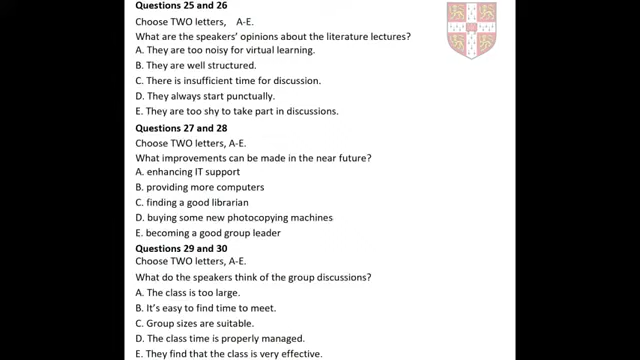 Questions 25 and 26
Choose TWO letters, A-E.
What are the speakers' opinions about the literature lectures?
A. They are too noisy for virtual learning.
B. They are well structured.
C. There is insufficient time for discussion.
D. They always start punctually.
E. They are too shy to take part in discussions.
Questions 27 and 28
Choose TWO letters, A-E.
What improvements can be made in the near future?
A. enhancing IT support
B. providing more computers
C. finding a good librarian
D. buying some new photocopying machines
E. becoming a good group leader
Questions 29 and 30
Choose TWO letters, A-E.
What do the speakers think of the group discussions?
A. The class is too large.
B. It's easy to find time to meet.
C. Group sizes are suitable.
D. The class time is properly managed.
E. They find that the class is very effective.